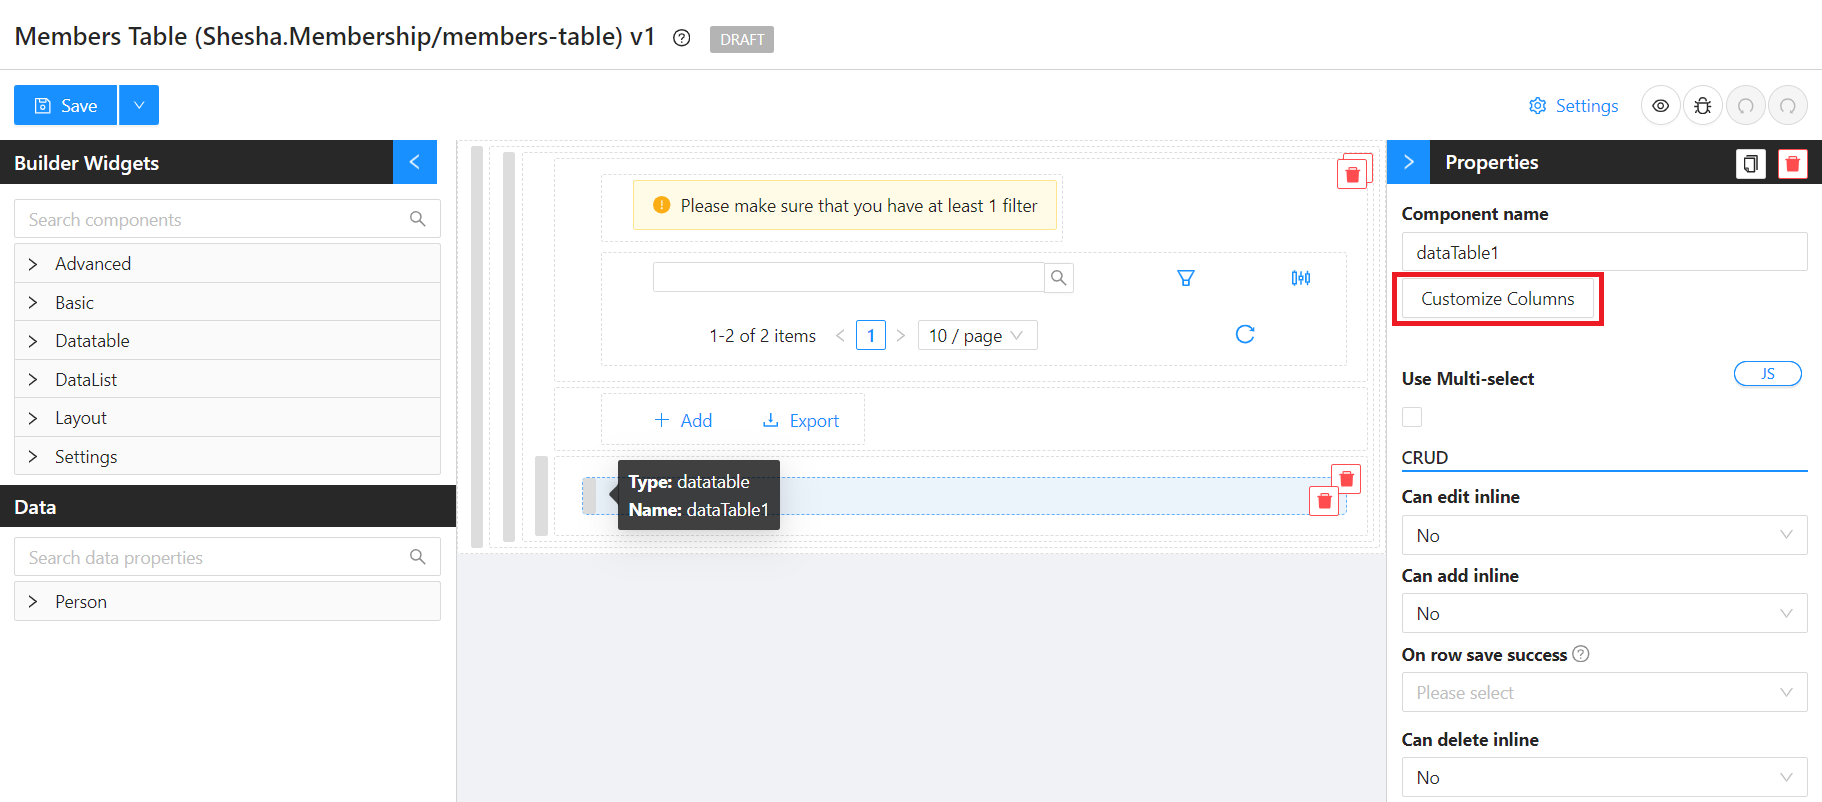 Members Table (Shesha.Membership/members-table) v1
DRAFT
Save
Settings
Builder Widgets
Search components
Advanced
Basic
Datatable
DataList
Layout
Settings
Data
Search data properties
Person
Please make sure that you have at least 1 filter
1-2 of 2 items
1
10 / page
Add
Export
Type: datatable
Name: dataTable1
Properties
Component name
dataTable1
Customize Columns
Use Multi-select
JS
CRUD
Can edit inline
No
Can add inline
No
On row save success
Please select
Can delete inline
No